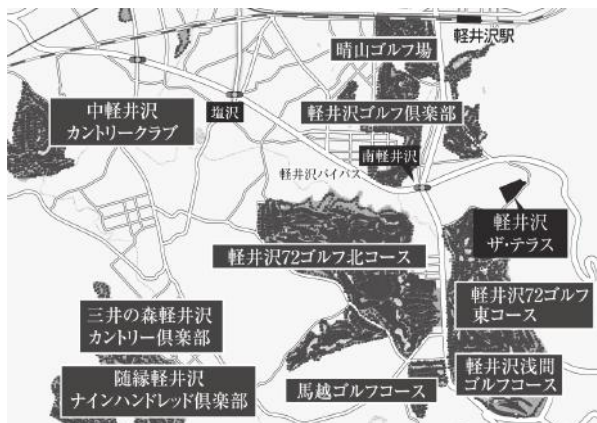 軽井沢駅
晴山ゴルフ場
中軽井沢
カントリークラブ
塩沢
軽井沢ゴルフ倶楽部
南軽井沢
軽井沢バイパス
軽井沢
ザ・テラス
軽井沢72ゴルフ北コース
軽井沢72ゴルフ
東コース
三井の森軽井沢
カントリー倶楽部
随縁軽井沢
ナインハンドレッド倶楽部
馬越ゴルフコース
軽井沢浅間
ゴルフコース